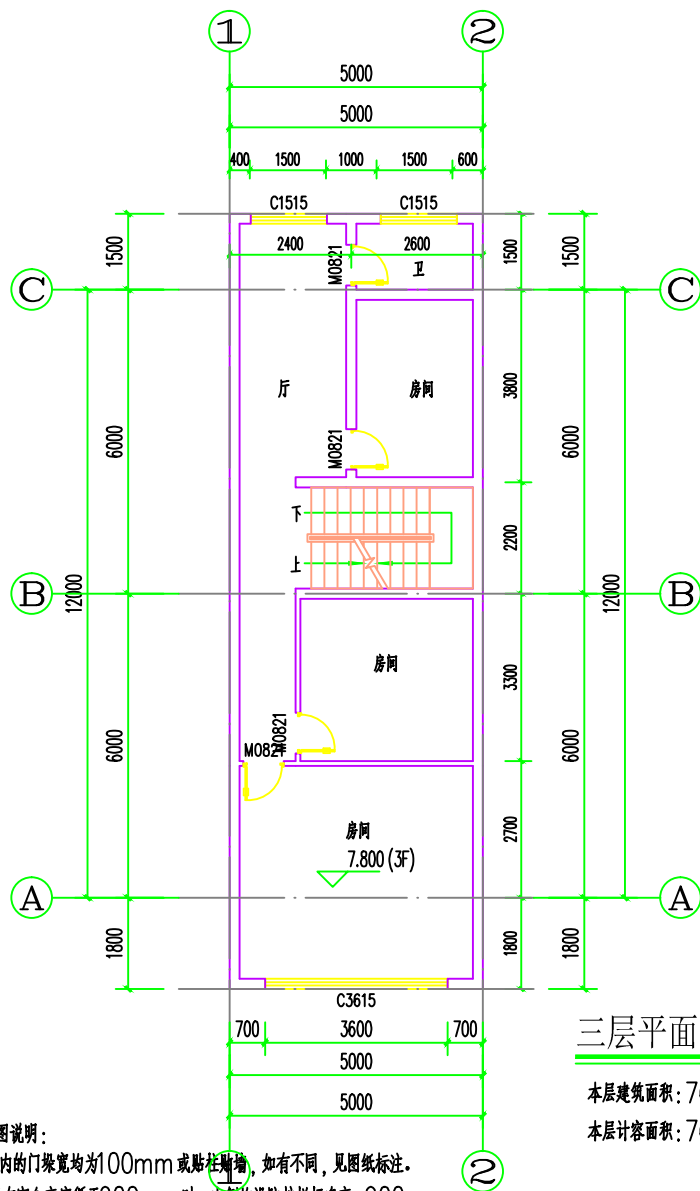 1 2
5000
5000
400 1500 1000 1500 600
C1515 C1515
2400 2600
M0821
卫
1500 1500 1500
C C
厅 房间
6000 3800 6000
M0821
下
上
2200
B B
12000 12000
房间
3300
M0821
M0821
6000 6000
房间
2700
7.800 (3F)
A A
1800 1800 1800
C3615
700 3600 700
5000
5000
三层平面
本层建筑面积:
本层计容面积:
图说明:
内的门垛宽均为100mm或贴柱贴墙,如有不同,见图纸标注。
1 2